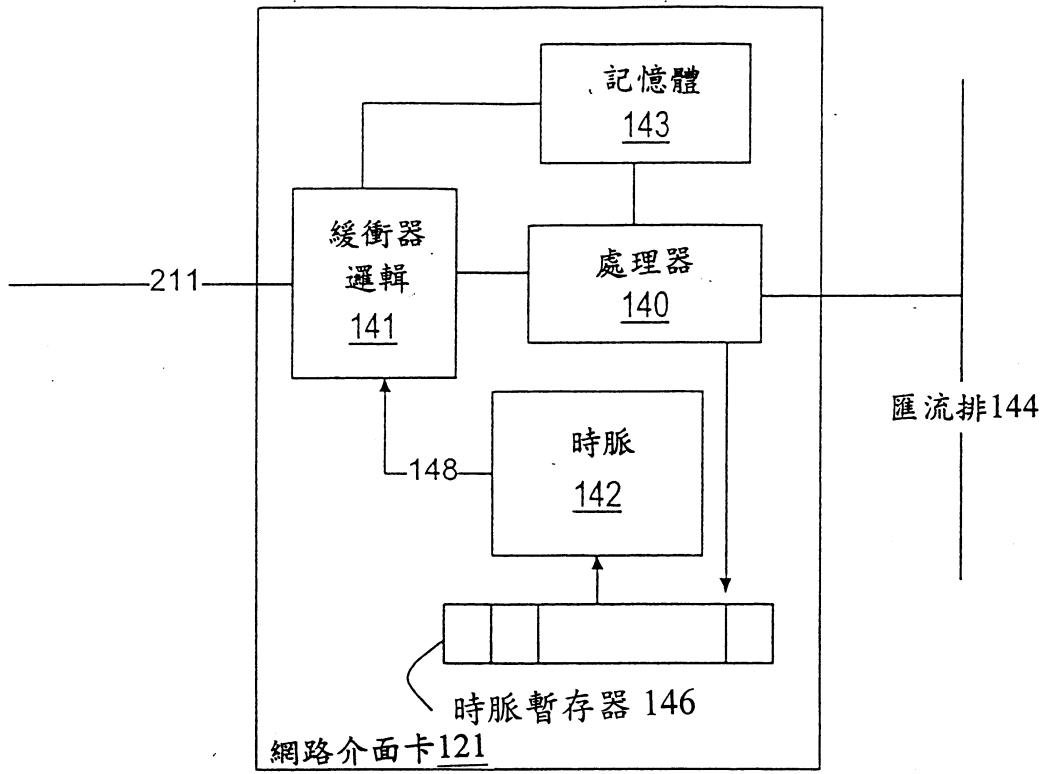 記憶體
143
緩衝器
邏輯
141
211
處理器
140
匯流排144
時脈
142
148
時脈暫存器 146
網路介面卡121